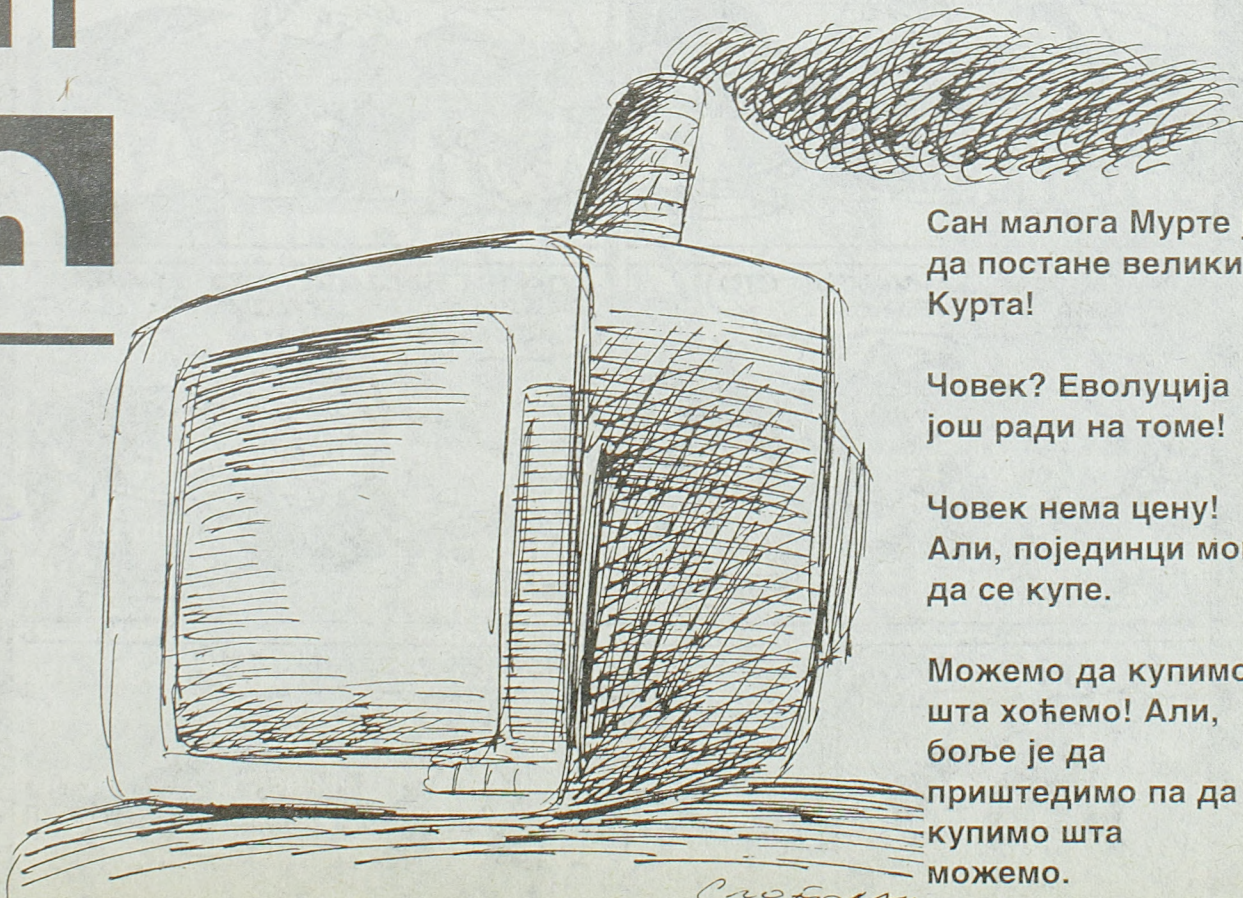 Сан малога Мурте
да постане велики
Курта!
Човек? Еволуција
још ради на томе!
Човек нема цену!
Али, појединци
да се купе.
Можемо да купимо
шта хоћемо! Али,
боље је да
приштедимо па да
купимо шта
можемо.